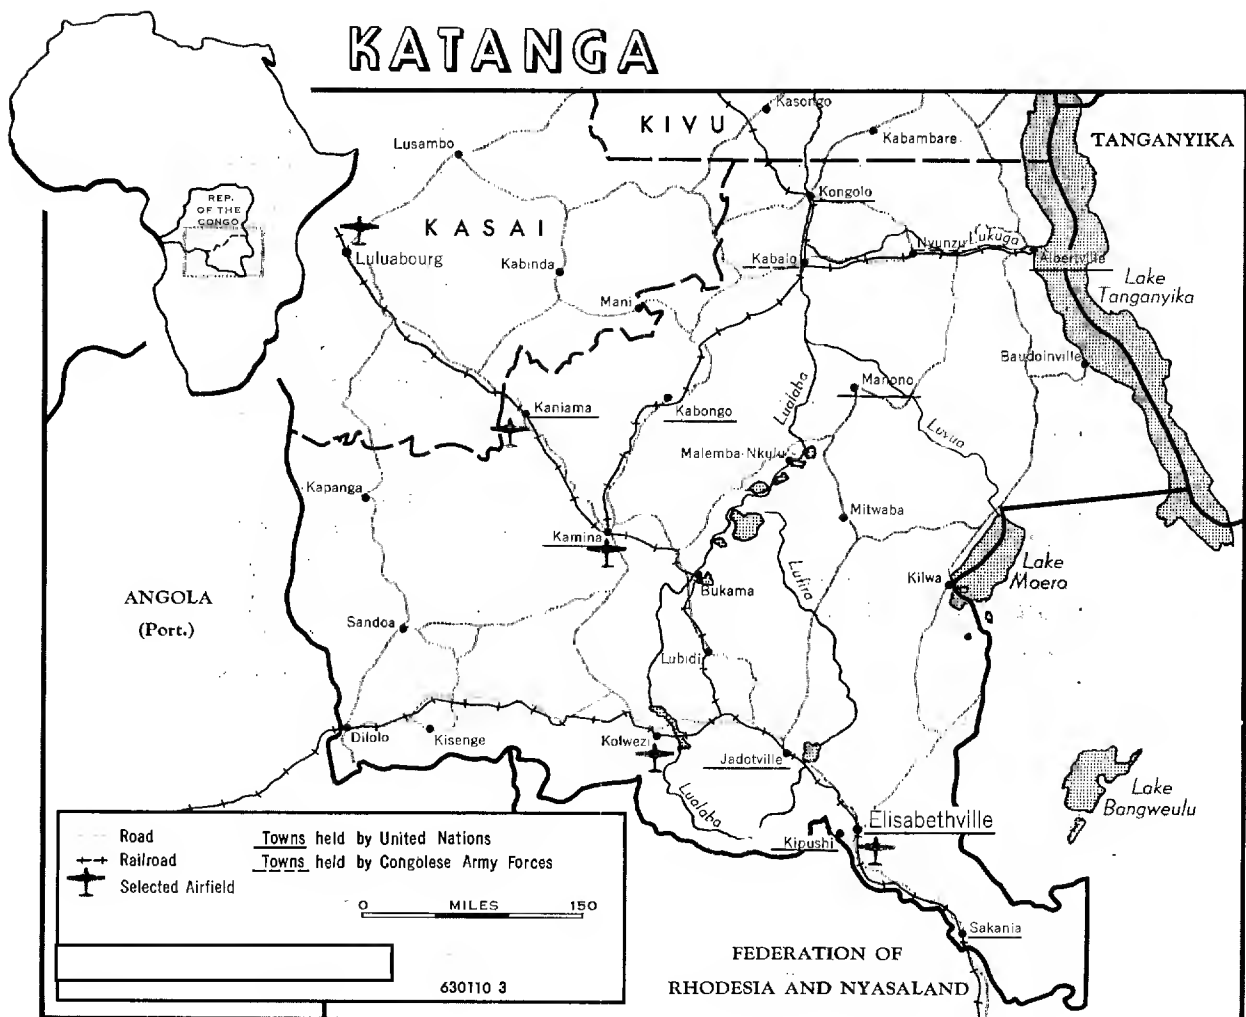 KATANGA
REP.
OF THE
CONGO
KIVU
Kasongo
Kabambare
TANGANYIKA
Lusambo
KASAI
Kongolo
Luluabourg
Kabinda
Kabalo
Nyunzu
Lukuga
Albertville
Lake
Tanganyika
Mani
Baudoinville
Lualaba
Manono
Kaniama
Kabongo
Luvua
Malemba-Nkulu
Kapanga
Mitwaba
Kamina
Lufira
Lake
Moero
Kilwa
Bukama
ANGOLA
(Port.)
Sandoa
Lubidi
Dilolo
Kisenge
Kolwezi
Jadotville
Lualaba
Lake
Bangweulu
Elisabethville
Kipushi
Sakania
FEDERATION OF
RHODESIA AND NYASALAND
Road
Towns held by United Nations
Railroad
Towns held by Congolese Army Forces
Selected Airfield
0 MILES 150
630110 3